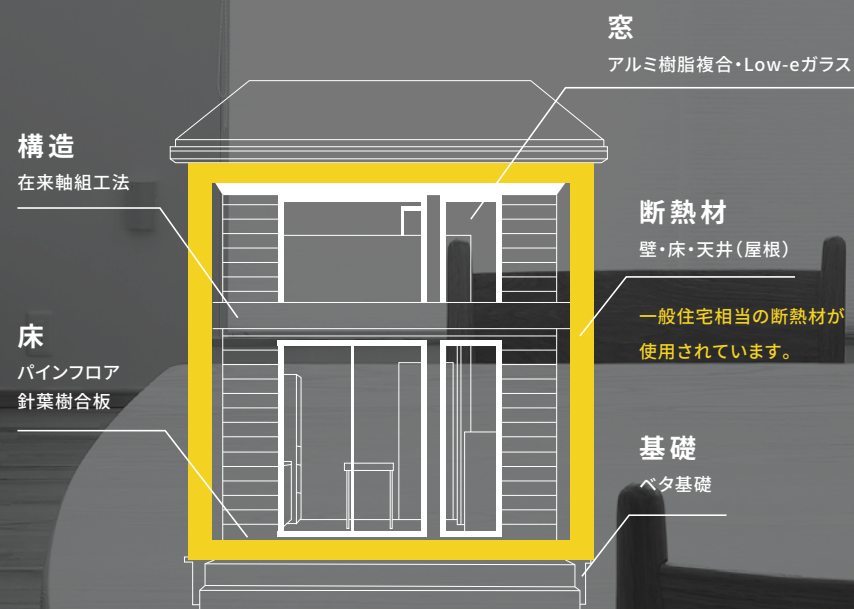 窓
アルミ樹脂複合・Low-eガラス
構造
在来軸組工法
断熱材
壁・床・天井（屋根）
一般住宅相当の断熱材が
使用されています。
床
パインフロア
針葉樹合板
基礎
ベタ基礎